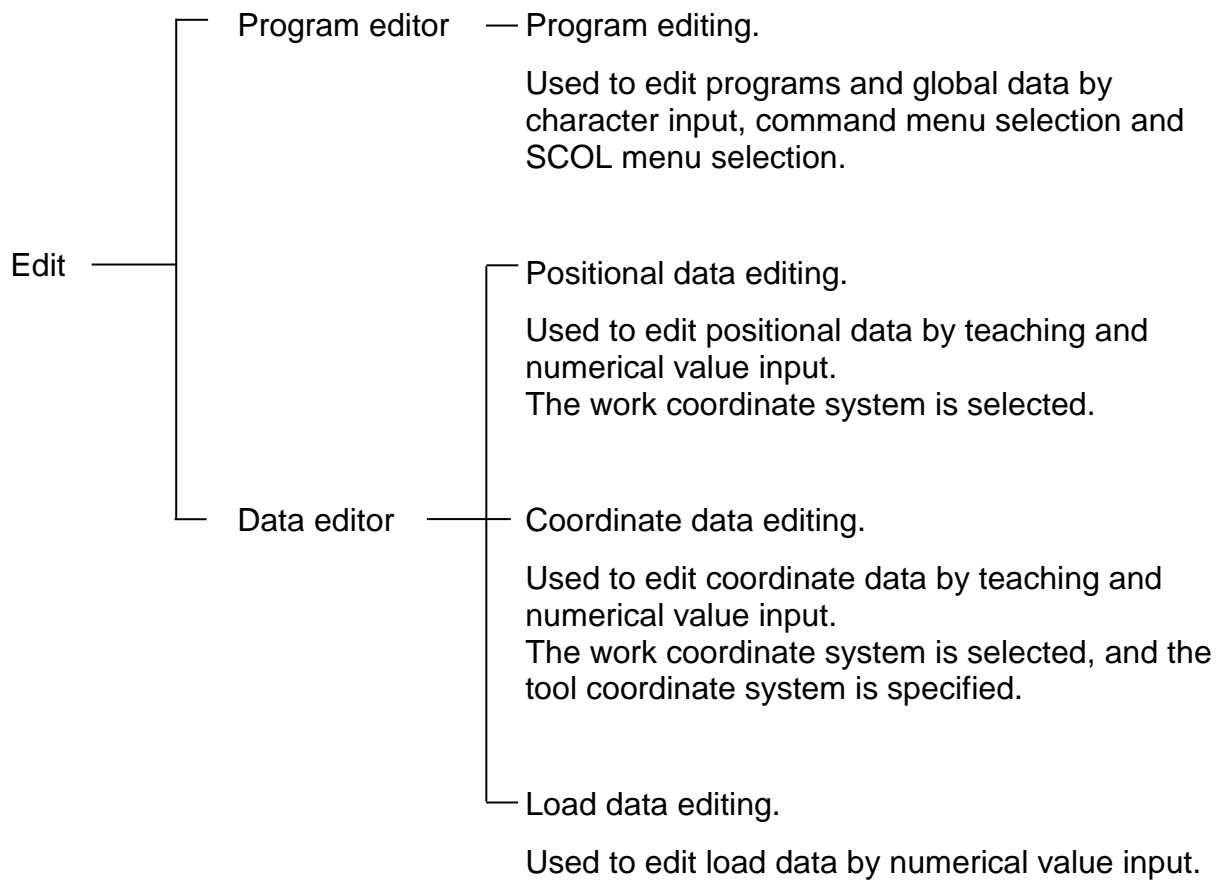 Program editor
Program editing.
Used to edit programs and global data by
character input, command menu selection and
SCOL menu selection.
Edit
Positional data editing.
Used to edit positional data by teaching and
numerical value input.
The work coordinate system is selected.
Data editor
Coordinate data editing.
Used to edit coordinate data by teaching and
numerical value input.
The work coordinate system is selected, and the
tool coordinate system is specified.
Load data editing.
Used to edit load data by numerical value input.